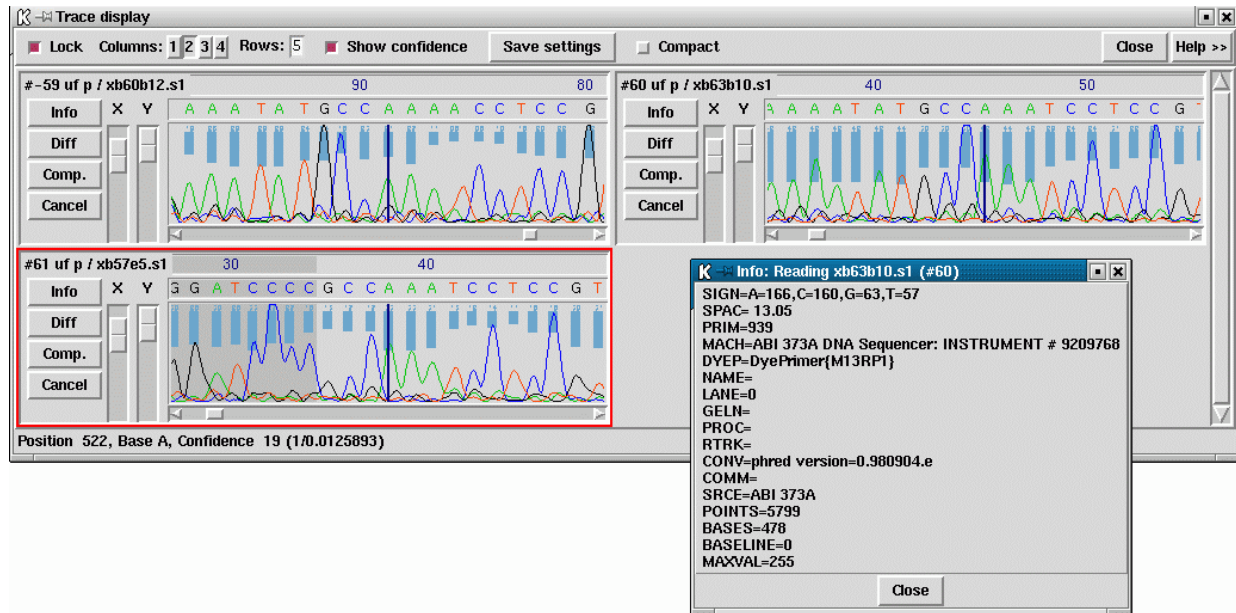 Trace display
Lock Columns: 1 2 3 4 Rows: 5 Show confidence Save settings Compact Close Help >>
#-59 uf p / xb60b12.s1 90 80
Info X Y A A A T A T G C C A A A A C C T C C G
Diff
Comp.
Cancel
#60 uf p / xb63b10.s1 40 50
Info X Y A A A A T A T G C C A A A T C C T C C G
Diff
Comp.
Cancel
#61 uf p / xb57e5.s1 30 40
Info X Y G G A T C C C C G C C A A A T C C T C C G T
Diff
Comp.
Cancel
Position 522, Base A, Confidence 19 (1/0.0125893)
Info: Reading xb63b10.s1 (#60)
SIGN=A=166,C=160,G=63,T=57
SPAC= 13.05
PRIM=939
MACH=ABI 373A DNA Sequencer: INSTRUMENT # 9209768
DYEP=DyePrimer{M13RP1}
NAME=
LANE=0
GELN=
PROC=
RTRK=
CONV=phred version=0.980904.e
COMM=
SRCE=ABI 373A
POINTS=5799
BASES=478
BASELINE=0
MAXVAL=255
Close